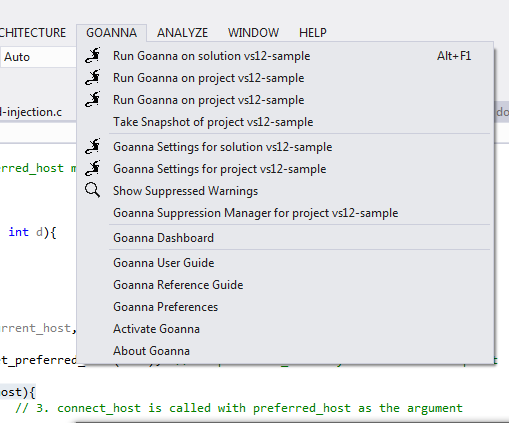 CHITECTURE GOANNA ANALYZE WINDOW HELP
Auto
Run Goanna on solution vs12-sample Alt+F1
Run Goanna on project vs12-sample
Run Goanna on project vs12-sample
d-injection.c
Take Snapshot of project vs12-sample
Goanna Settings for solution vs12-sample
erred_host m
Goanna Settings for project vs12-sample
Show Suppressed Warnings
Goanna Suppression Manager for project vs12-sample
int d){
Goanna Dashboard
Goanna User Guide
Goanna Reference Guide
Goanna Preferences
urrent_host,
Activate Goanna
About Goanna
et_preferred_
ost){
// 3. connect_host is called with preferred_host as the argument